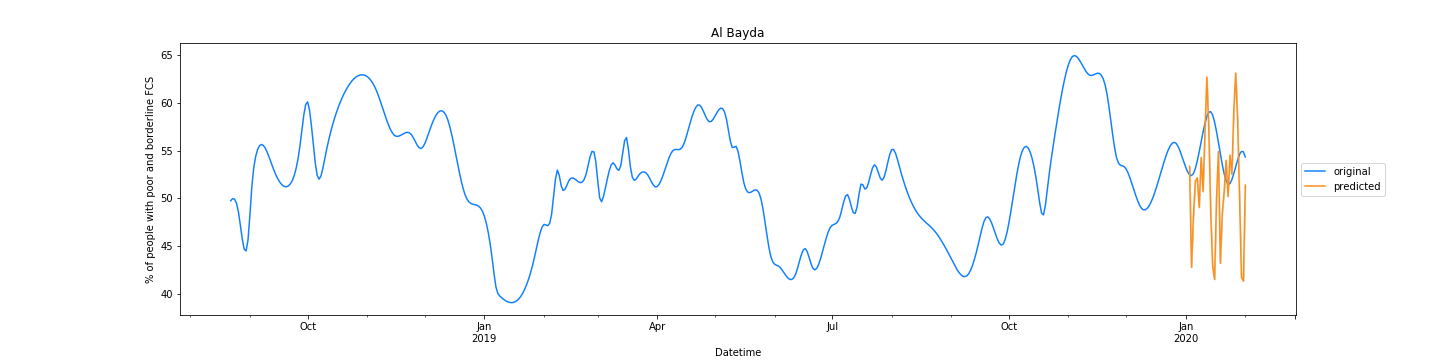 Al Bayda
% of people with poor and borderline FCS
65
60
55
50
45
40
Oct
Jan
2019
Apr
Jul
Oct
Jan
2020
Datetime
original
predicted